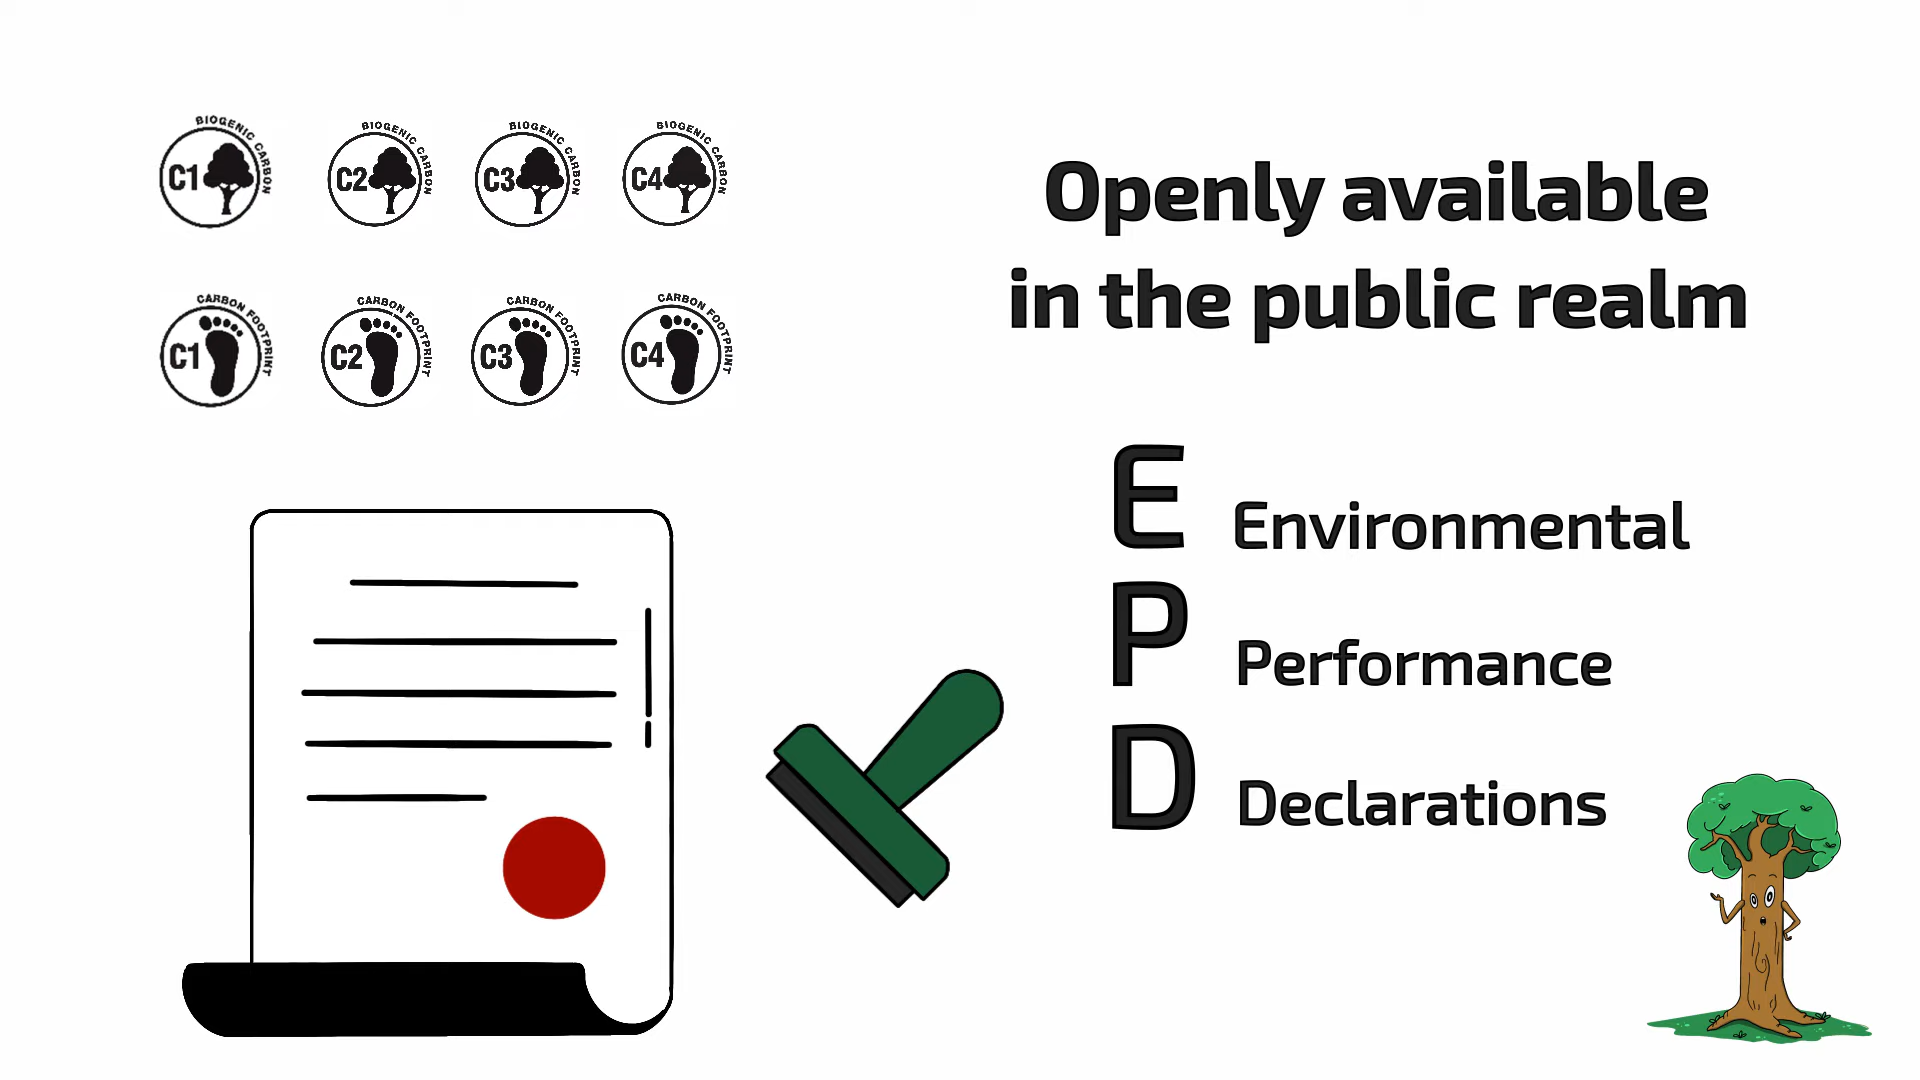 BIOGENIC CARBON
C1
BIOGENIC CARBON
C2
BIOGENIC CARBON
C3
BIOGENIC CARBON
C4
CARBON FOOTPRINT
C1
CARBON FOOTPRINT
C2
CARBON FOOTPRINT
C3
CARBON FOOTPRINT
C4
Openly available
in the public realm
E Environmental
P Performance
D Declarations